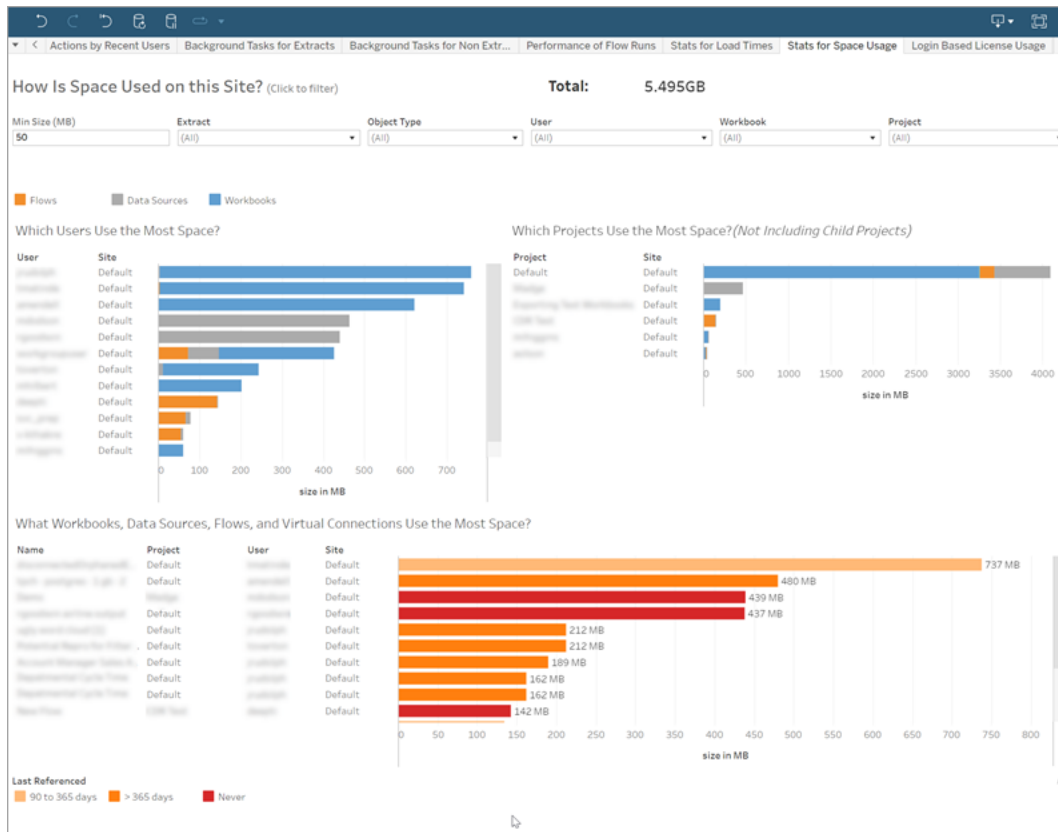 Actions by Recent Users Background Tasks for Extracts Background Tasks for Non Extr... Performance of Flow Runs Stats for Load Times Stats for Space Usage Login Based License Usage
How Is Space Used on this Site? (Click to filter) Total: 5.495GB
Min Size (MB) Extract Object Type User Workbook Project
50 (All) (All) (All) (All) (All)
Flows Data Sources Workbooks
Which Users Use the Most Space?
User Site
Default
Default
Default
Default
Default
Default
Default
Default
Default
Default
Default
Default
0 100 200 300 400 500 600 700
size in MB
Which Projects Use the Most Space?(Not Including Child Projects)
Project Site
Default Default
Default
Default
Default
Default
Default
0 500 1000 1500 2000 2500 3000 3500 4000
size in MB
What Workbooks, Data Sources, Flows, and Virtual Connections Use the Most Space?
Name Project User Site
Default Default 737 MB
Default Default 480 MB
Default 439 MB
Default Default 437 MB
Default Default 212 MB
Default Default 212 MB
Default Default 189 MB
Default Default 162 MB
Default Default 162 MB
Default 142 MB
0 50 100 150 200 250 300 350 400 450 500 550 600 650 700 750 800
size in MB
Last Referenced
90 to 365 days > 365 days Never